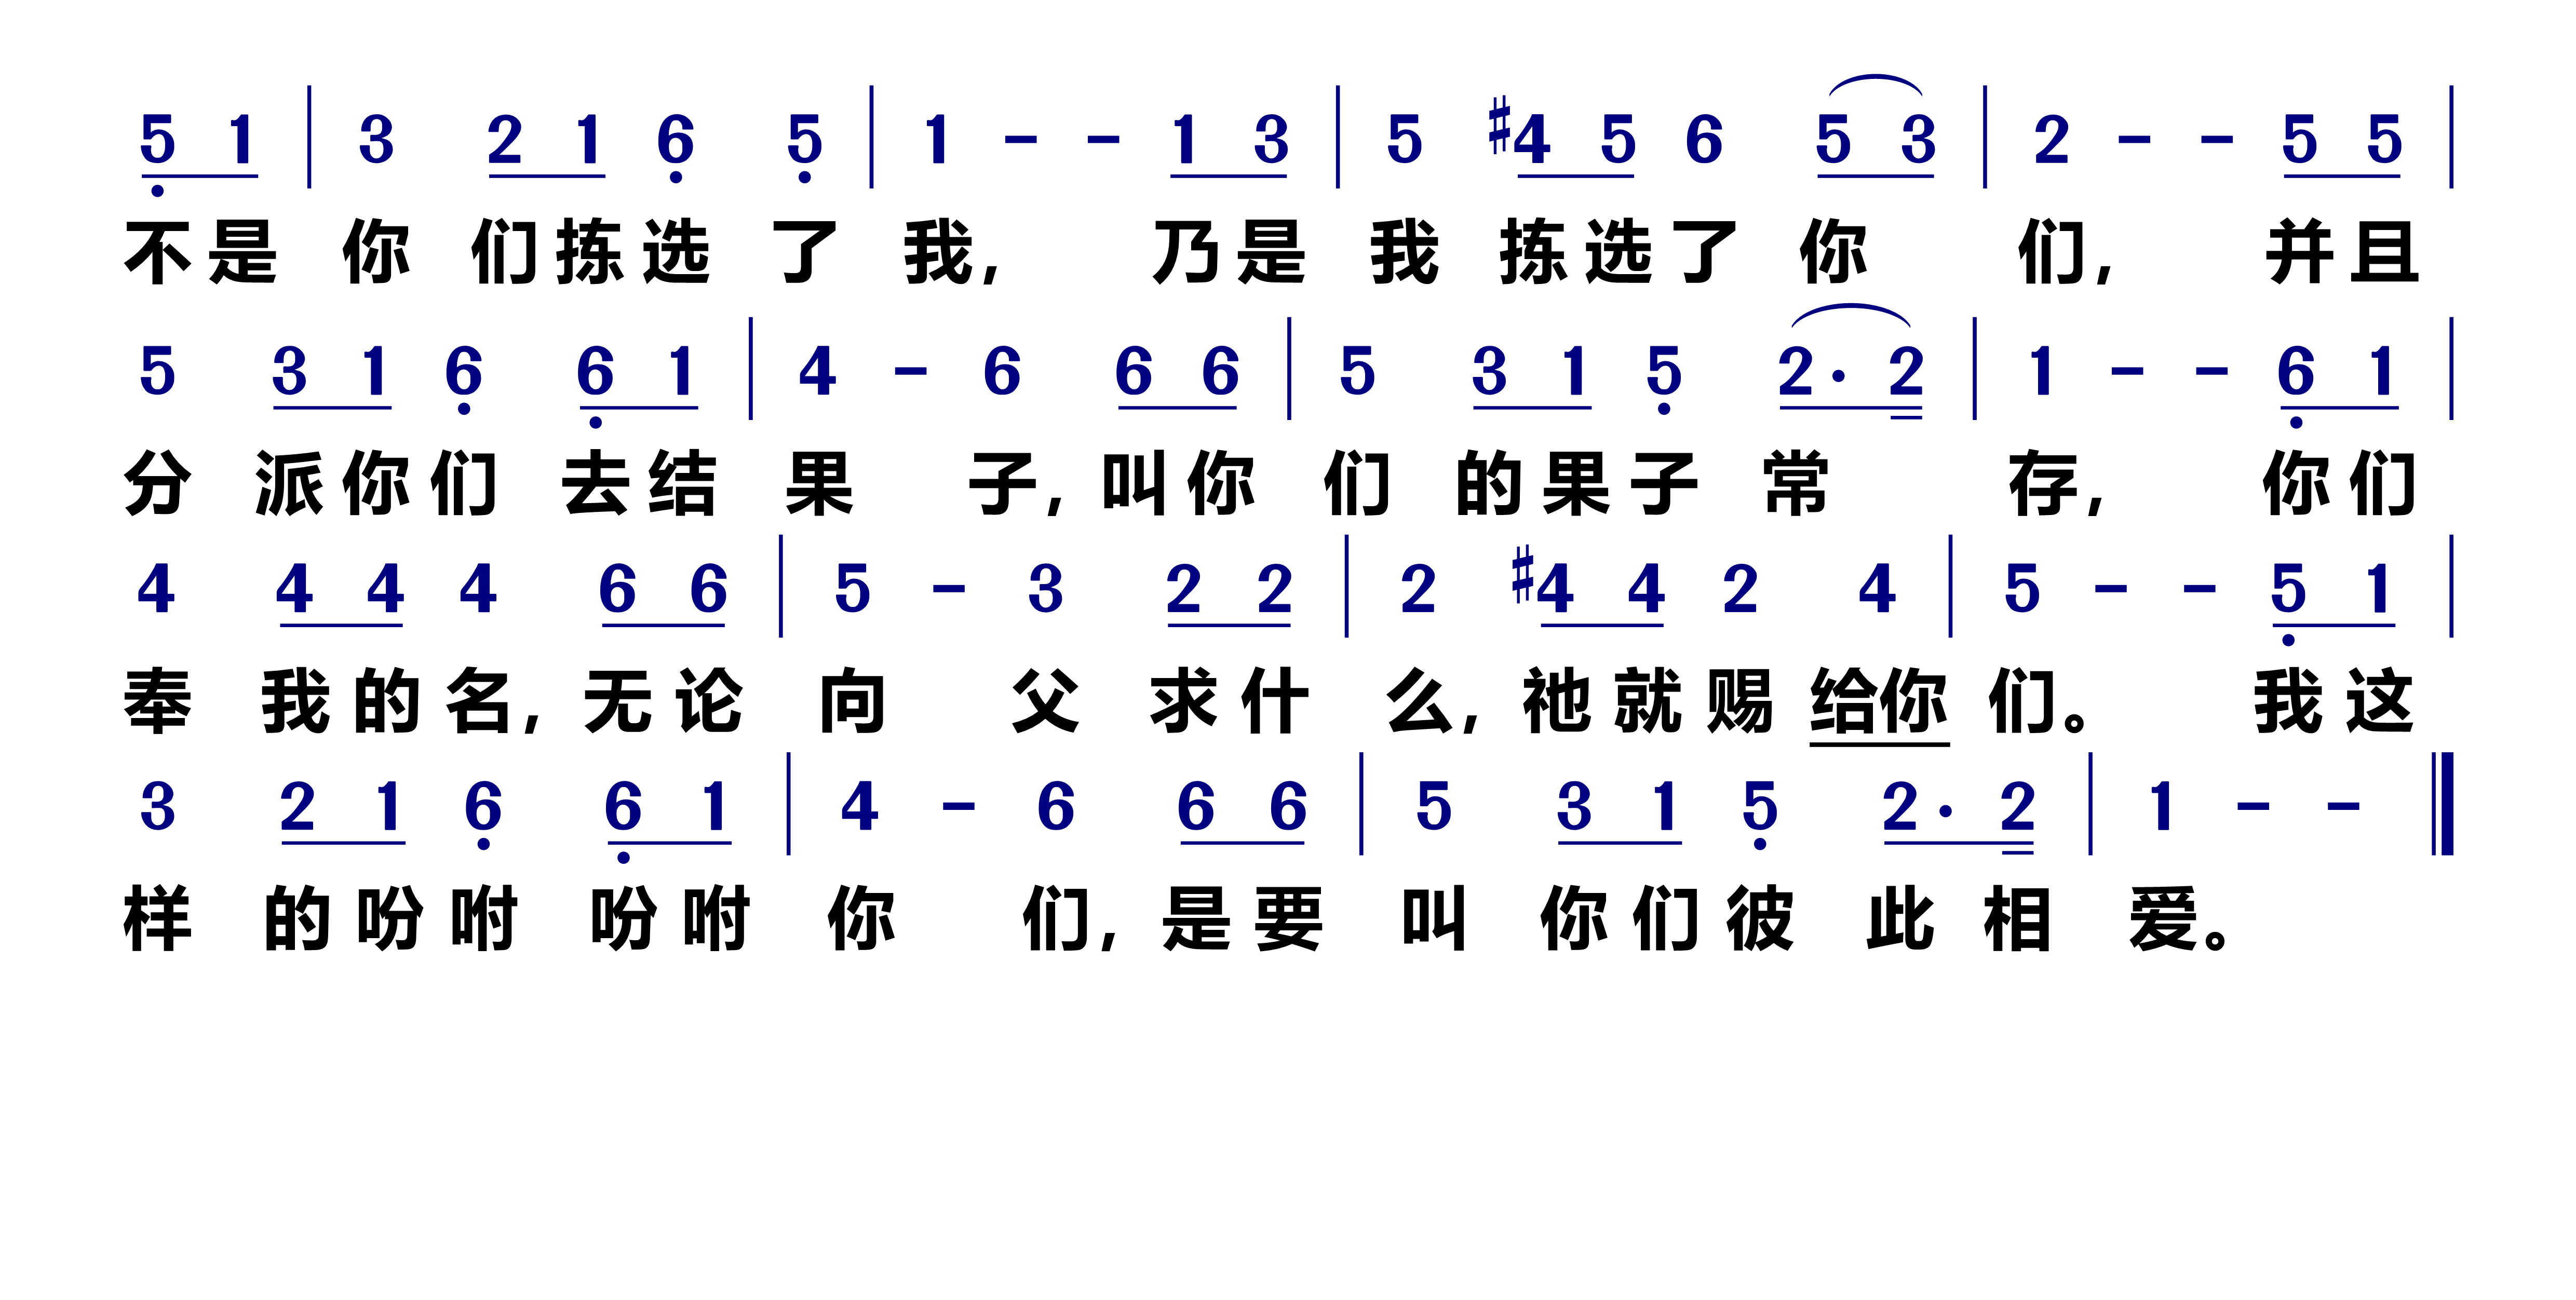 5 1 | 3 2 1 6 5 | 1 - - 1 3 | 5 #4 5 6 5 3 | 2 - - 5 5 |
不是 你 们拣选 了 我， 乃是 我 拣选了 你 们， 并且
5 3 1 6 6 1 | 4 - 6 6 6 | 5 3 1 5 2· 2 | 1 - - 6 1 |
分 派你们 去结 果 子，叫你 们 的果子 常 存， 你们
4 4 4 4 6 6 | 5 - 3 2 2 | 2 #4 4 2 4 | 5 - - 5 1 |
奉 我的名，无论 向 父 求什 么，祂就赐 给你 们。 我这
3 2 1 6 6 1 | 4 - 6 6 6 | 5 3 1 5 2· 2 | 1 - - ‖
样 的吩咐 吩咐 你 们，是要 叫 你们彼 此相 爱。